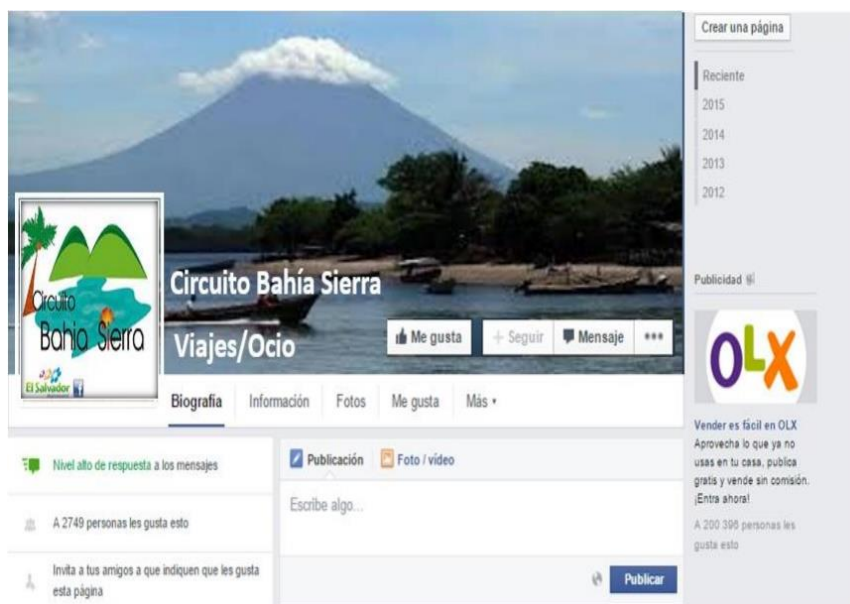 Crear una página
Reciente
2015
2014
2013
2012
Circuito
Bahía Sierra
El Salvador
Circuito Bahía Sierra
Viajes/Ocio
Me gusta
+ Seguir
Mensaje
Biografía
Información
Fotos
Me gusta
Más
Nivel alto de respuesta a los mensajes
A 2749 personas les gusta esto
Invita a tus amigos a que indiquen que les gusta
esta página
Publicación
Foto / vídeo
Escribe algo...
Publicar
Publicidad
OLX
Vender es fácil en OLX
Aprovecha lo que ya no
usas en tu casa, publica
gratis y vende sin comisión.
¡Entra ahora!
A 200 396 personas les
gusta esto